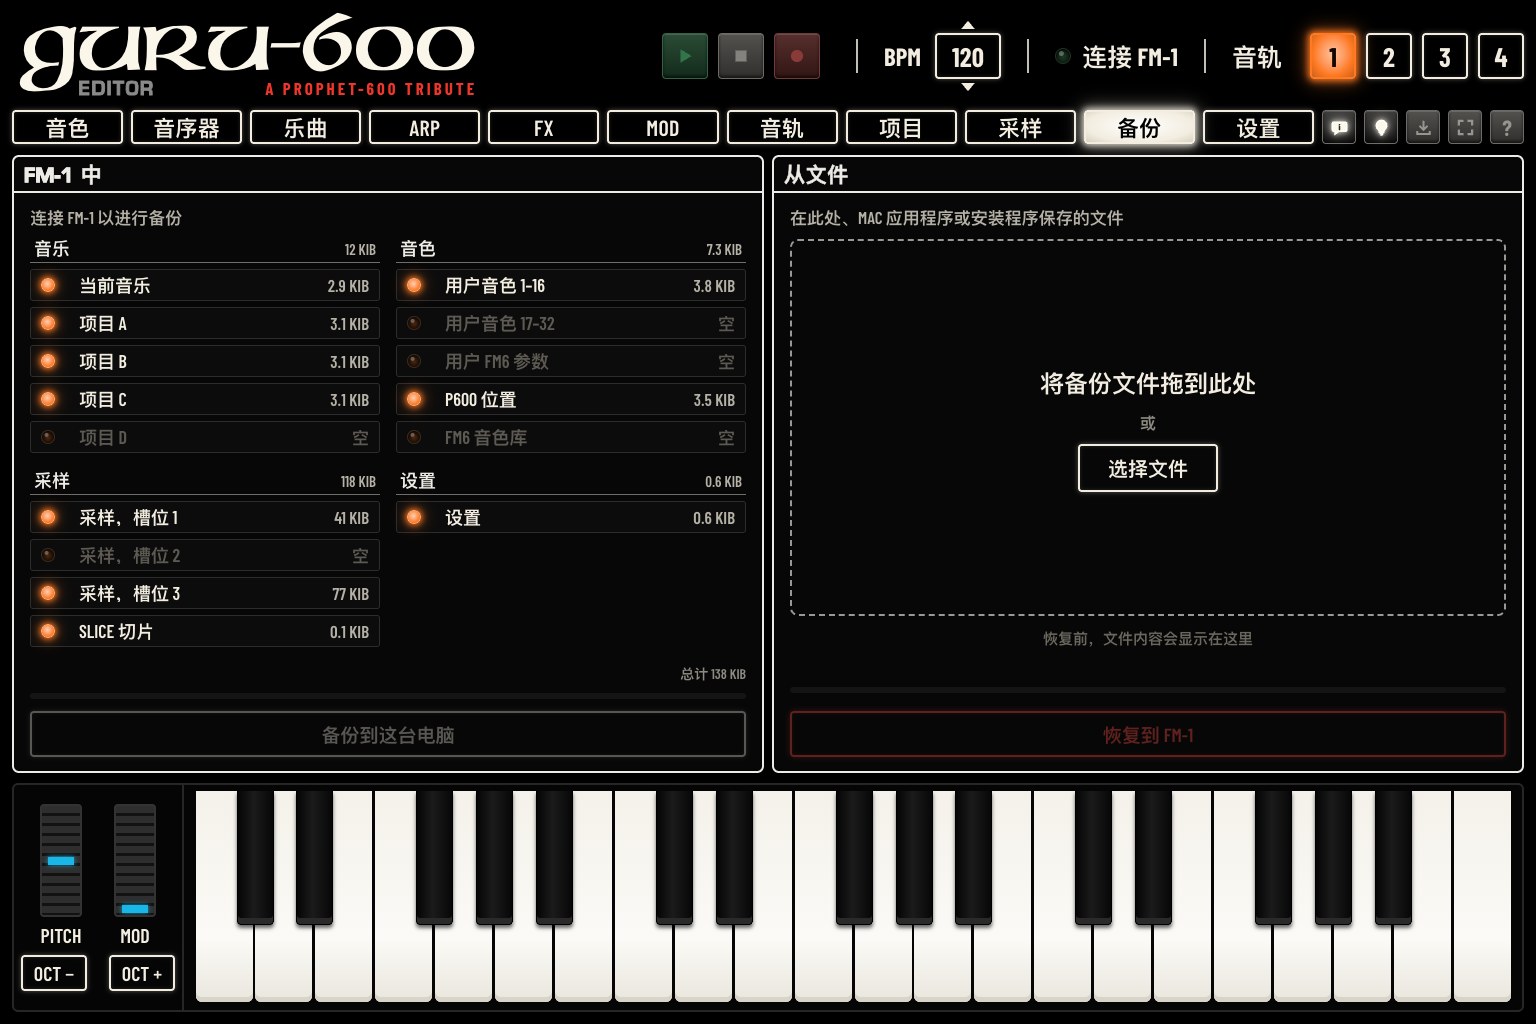 guru-600
EDITOR
A PROPHET-600 TRIBUTE
BPM 120
连接 FM-1
音轨 1 2 3 4
音色 音序器 乐曲 ARP FX MOD 音轨 项目 采样 备份 设置 ?
FM-1 中
连接 FM-1 以进行备份
音乐 12 KIB
当前音乐 2.9 KIB
项目 A 3.1 KIB
项目 B 3.1 KIB
项目 C 3.1 KIB
项目 D 空
音色 7.3 KIB
用户音色 1-16 3.8 KIB
用户音色 17-32 空
用户 FM6 参数 空
P600 位置 3.5 KIB
FM6 音色库 空
采样 118 KIB
采样，槽位 1 41 KIB
采样，槽位 2 空
采样，槽位 3 77 KIB
SLICE 切片 0.1 KIB
设置 0.6 KIB
设置 0.6 KIB
总计 138 KIB
备份到这台电脑
从文件
在此处、MAC 应用程序或安装程序保存的文件
将备份文件拖到此处
或
选择文件
恢复前，文件内容会显示在这里
恢复到 FM-1
PITCH MOD
OCT − OCT +